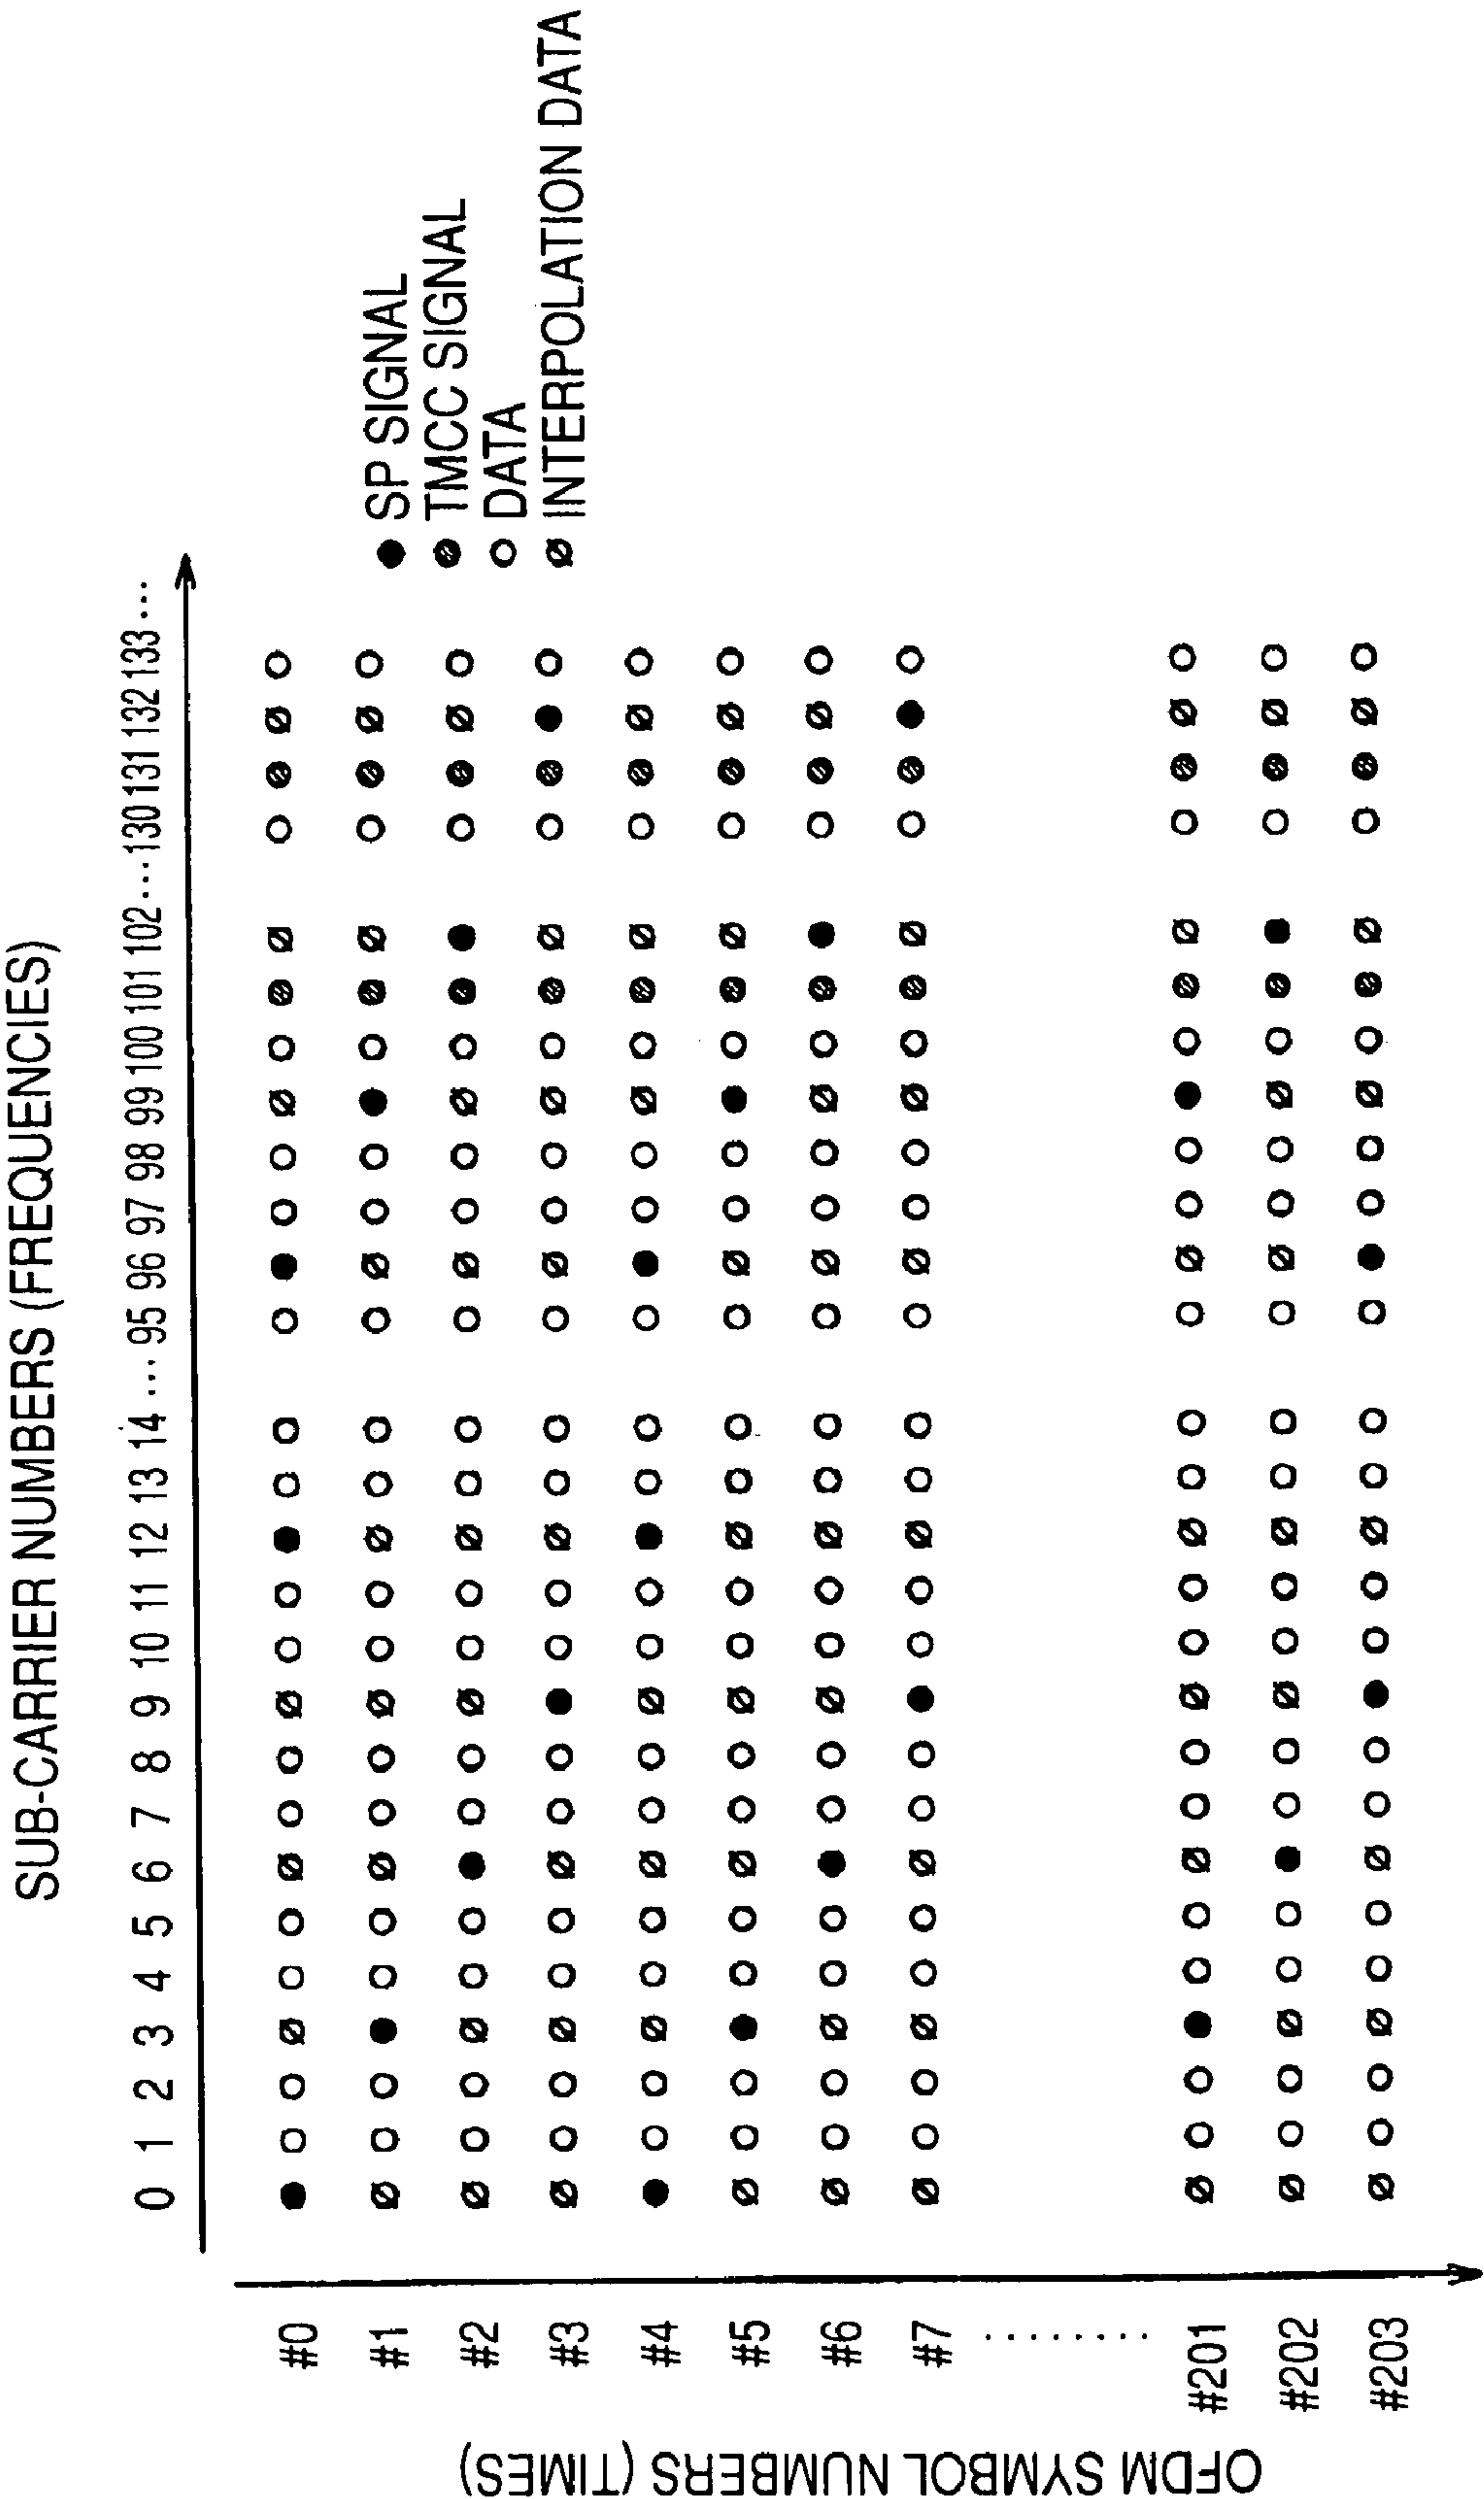 SUB-CARRIER NUMBERS (FREQUENCIES)
0 1 2 3 4 5 6 7 8 9 10 11 12 13 14 ... 95 96 97 98 99 100 101 102 ... 130 131 132 133 ...
SP SIGNAL
TMCC SIGNAL
DATA
INTERPOLATION DATA
OFDM SYMBOL NUMBERS (TIMES)
#0
#1
#2
#3
#4
#5
#6
#7
#201
#202
#203